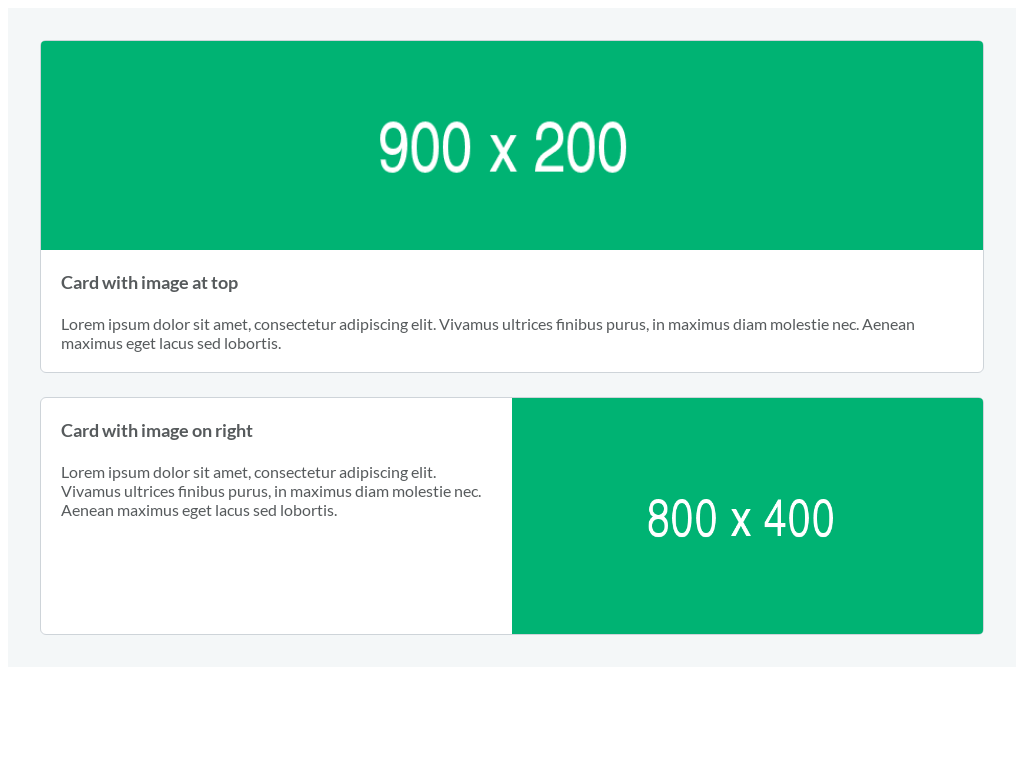 900 x 200
Card with image at top
Lorem ipsum dolor sit amet, consectetur adipiscing elit. Vivamus ultrices finibus purus, in maximus diam molestie nec. Aenean
maximus eget lacus sed lobortis.
Card with image on right
Lorem ipsum dolor sit amet, consectetur adipiscing elit.
Vivamus ultrices finibus purus, in maximus diam molestie nec.
Aenean maximus eget lacus sed lobortis.
800 x 400